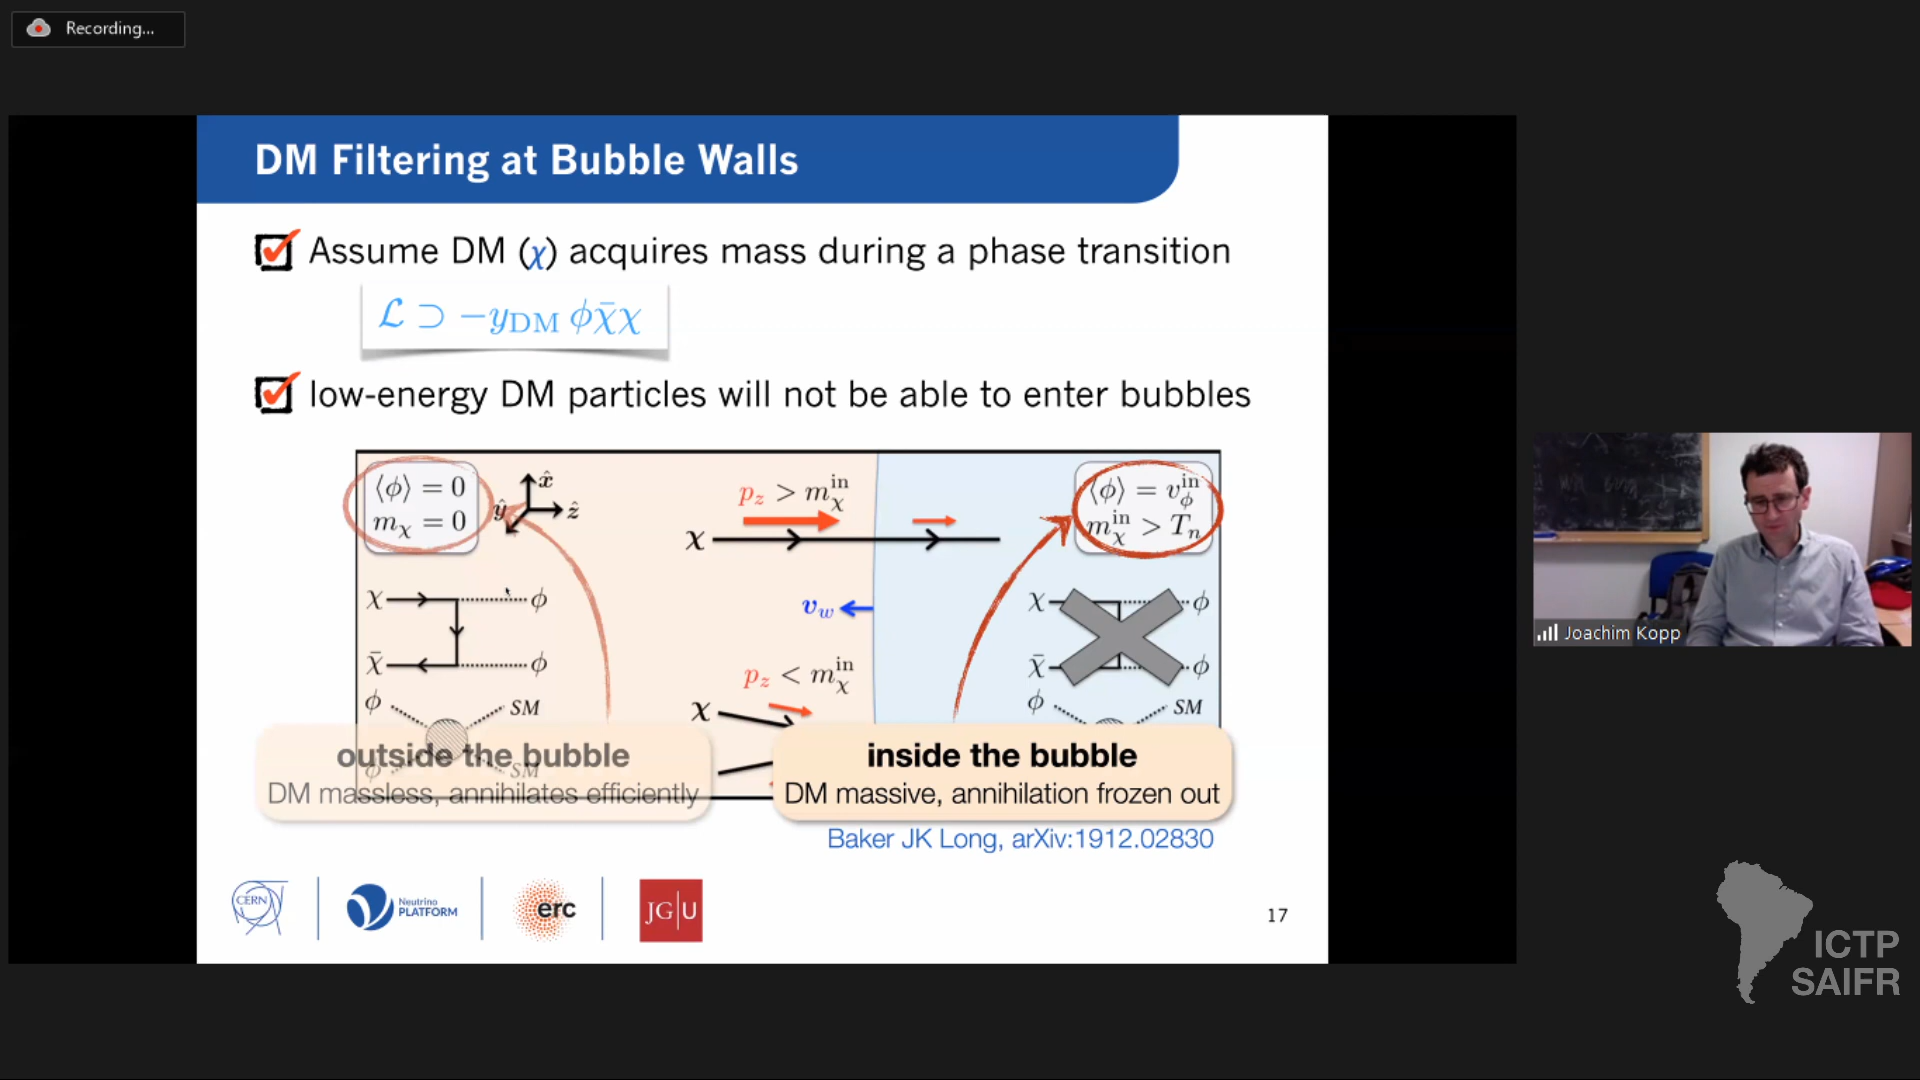 Recording...
DM Filtering at Bubble Walls
Assume DM (χ) acquires mass during a phase transition
ℒ ⊃ −y_DM ϕχ̄χ
low-energy DM particles will not be able to enter bubbles
⟨ϕ⟩ = 0
m_χ = 0
x̂
ŷ
ẑ
p_z > m_χ^in
χ
⟨ϕ⟩ = v_ϕ^in
m_χ^in > T_n
χ ϕ
χ̄ ϕ
v_w
χ ϕ
χ̄ ϕ
p_z < m_χ^in
χ
ϕ SM
ϕ SM
ϕ SM
outside the bubble
DM massless, annihilates efficiently
inside the bubble
DM massive, annihilation frozen out
Baker JK Long, arXiv:1912.02830
CERN
Neutrino
PLATFORM
erc
JG|U
17
Joachim Kopp
ICTP
SAIFR